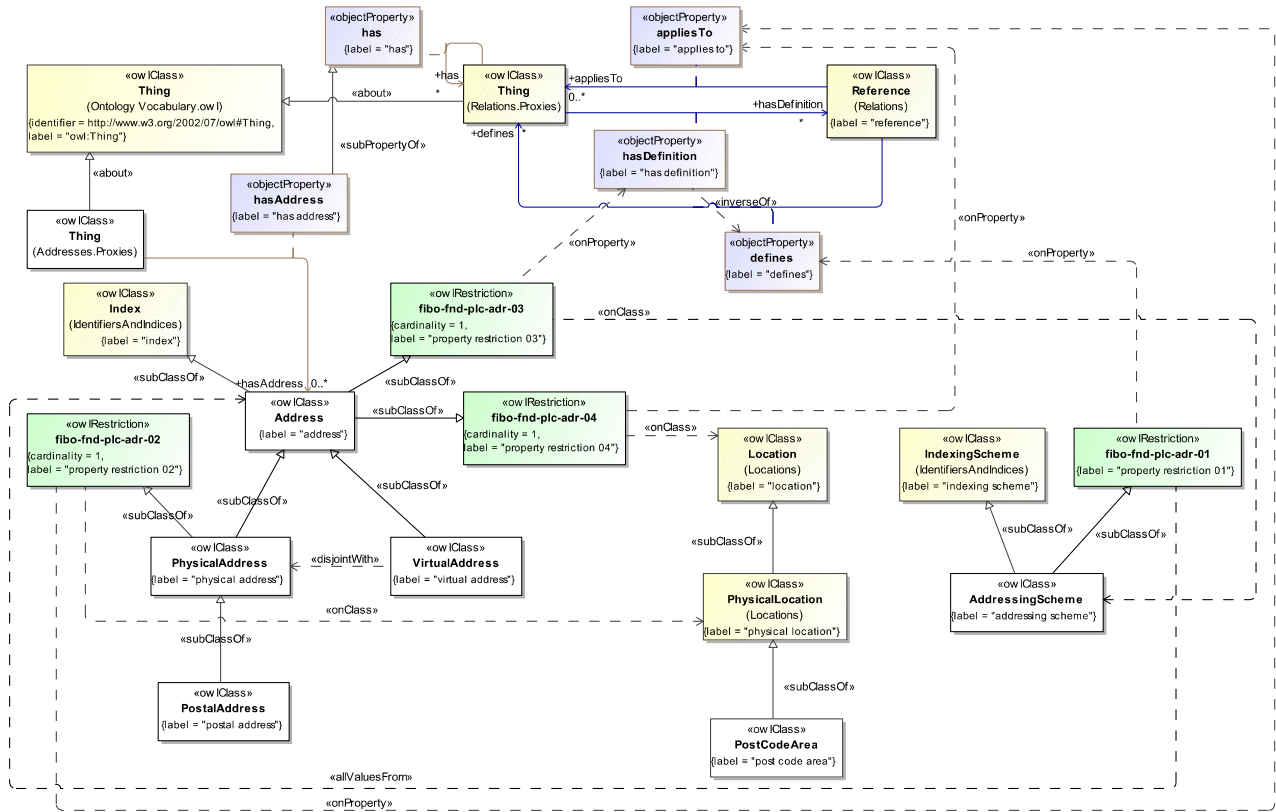 «objectProperty»
has
{label = "has"}
«objectProperty»
appliesTo
{label = "applies to"}
«owlClass»
Thing
(Ontology Vocabulary.owl)
{identifier = http://www.w3.org/2002/07/owl#Thing,
label = "owl:Thing"}
«about»
+has
*
«owlClass»
Thing
(Relations.Proxies)
+appliesTo
0..*
+hasDefinition
*
+defines
*
«owlClass»
Reference
(Relations)
{label = "reference"}
«subPropertyOf»
«objectProperty»
hasDefinition
{label = "has definition"}
«about»
«objectProperty»
hasAddress
{label = "has address"}
«inverseOf»
«onProperty»
«owlClass»
Thing
(Addresses.Proxies)
«onProperty»
«objectProperty»
defines
{label = "defines"}
«onProperty»
«owlClass»
Index
(IdentifiersAndIndices)
{label = "index"}
«owlRestriction»
fibo-fnd-plc-adr-03
{cardinality = 1,
label = "property restriction 03"}
«onClass»
«subClassOf»
+hasAddress
0..*
«subClassOf»
«owlClass»
Address
{label = "address"}
«subClassOf»
«owlRestriction»
fibo-fnd-plc-adr-04
{cardinality = 1,
label = "property restriction 04"}
«onClass»
«owlRestriction»
fibo-fnd-plc-adr-02
{cardinality = 1,
label = "property restriction 02"}
«owlClass»
Location
(Locations)
{label = "location"}
«owlClass»
IndexingScheme
(IdentifiersAndIndices)
{label = "indexing scheme"}
«owlRestriction»
fibo-fnd-plc-adr-01
{label = "property restriction 01"}
«subClassOf»
«subClassOf»
«subClassOf»
«subClassOf»
«subClassOf»
«subClassOf»
«owlClass»
PhysicalAddress
{label = "physical address"}
«disjointWith»
«owlClass»
VirtualAddress
{label = "virtual address"}
«onClass»
«owlClass»
PhysicalLocation
(Locations)
{label = "physical location"}
«owlClass»
AddressingScheme
{label = "addressing scheme"}
«subClassOf»
«subClassOf»
«owlClass»
PostalAddress
{label = "postal address"}
«owlClass»
PostCodeArea
{label = "post code area"}
«allValuesFrom»
«onProperty»